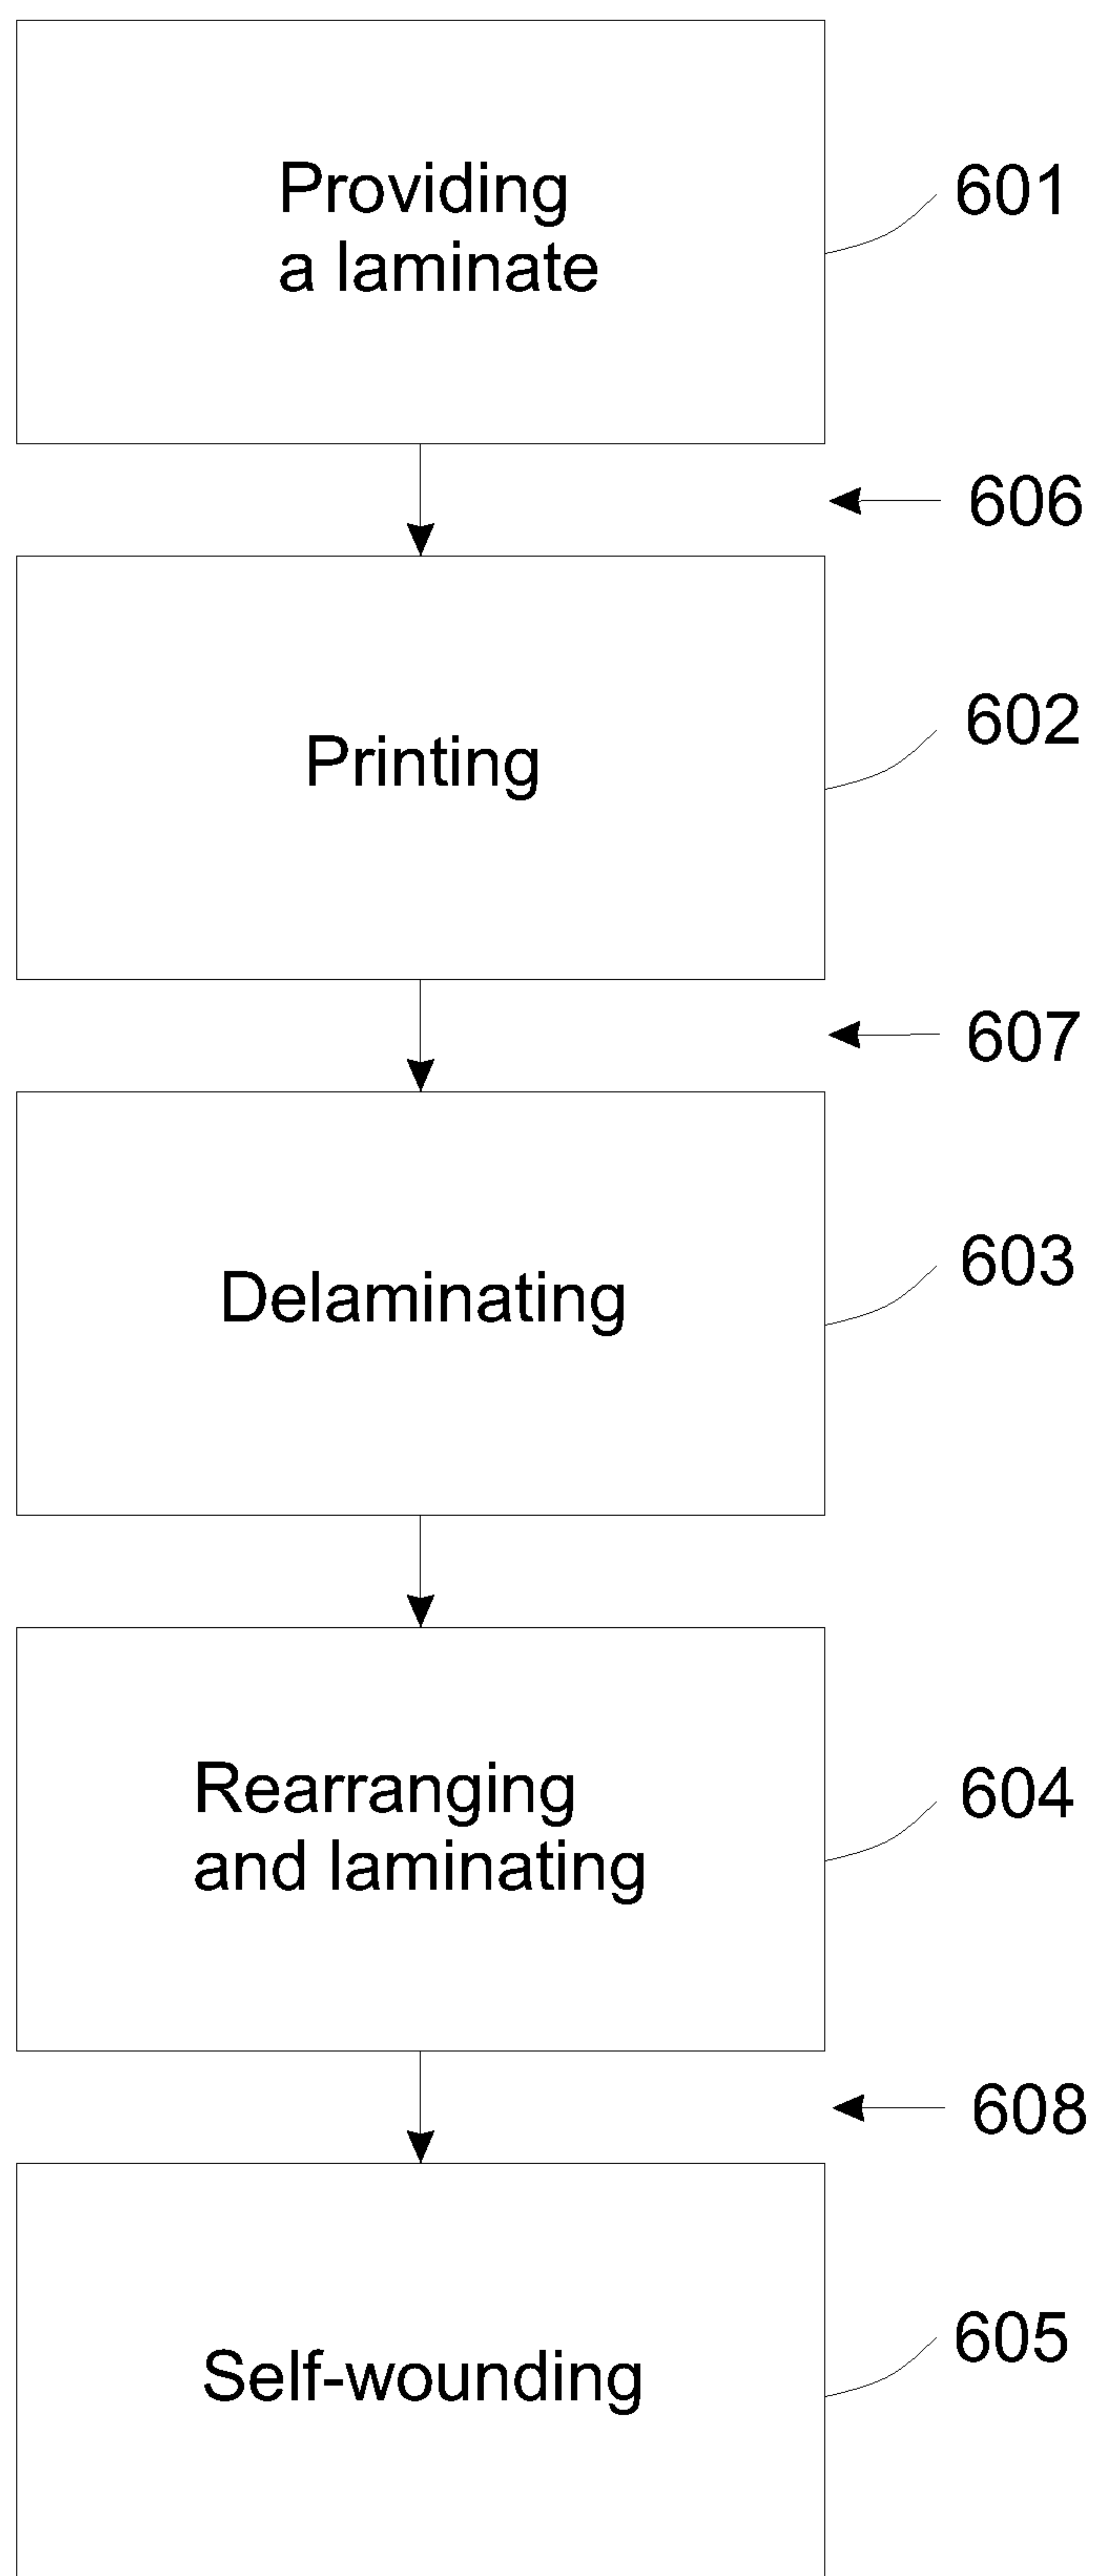 Providing
a laminate
601
606
Printing
602
607
Delaminating
603
Rearranging
and laminating
604
608
Self-wounding
605